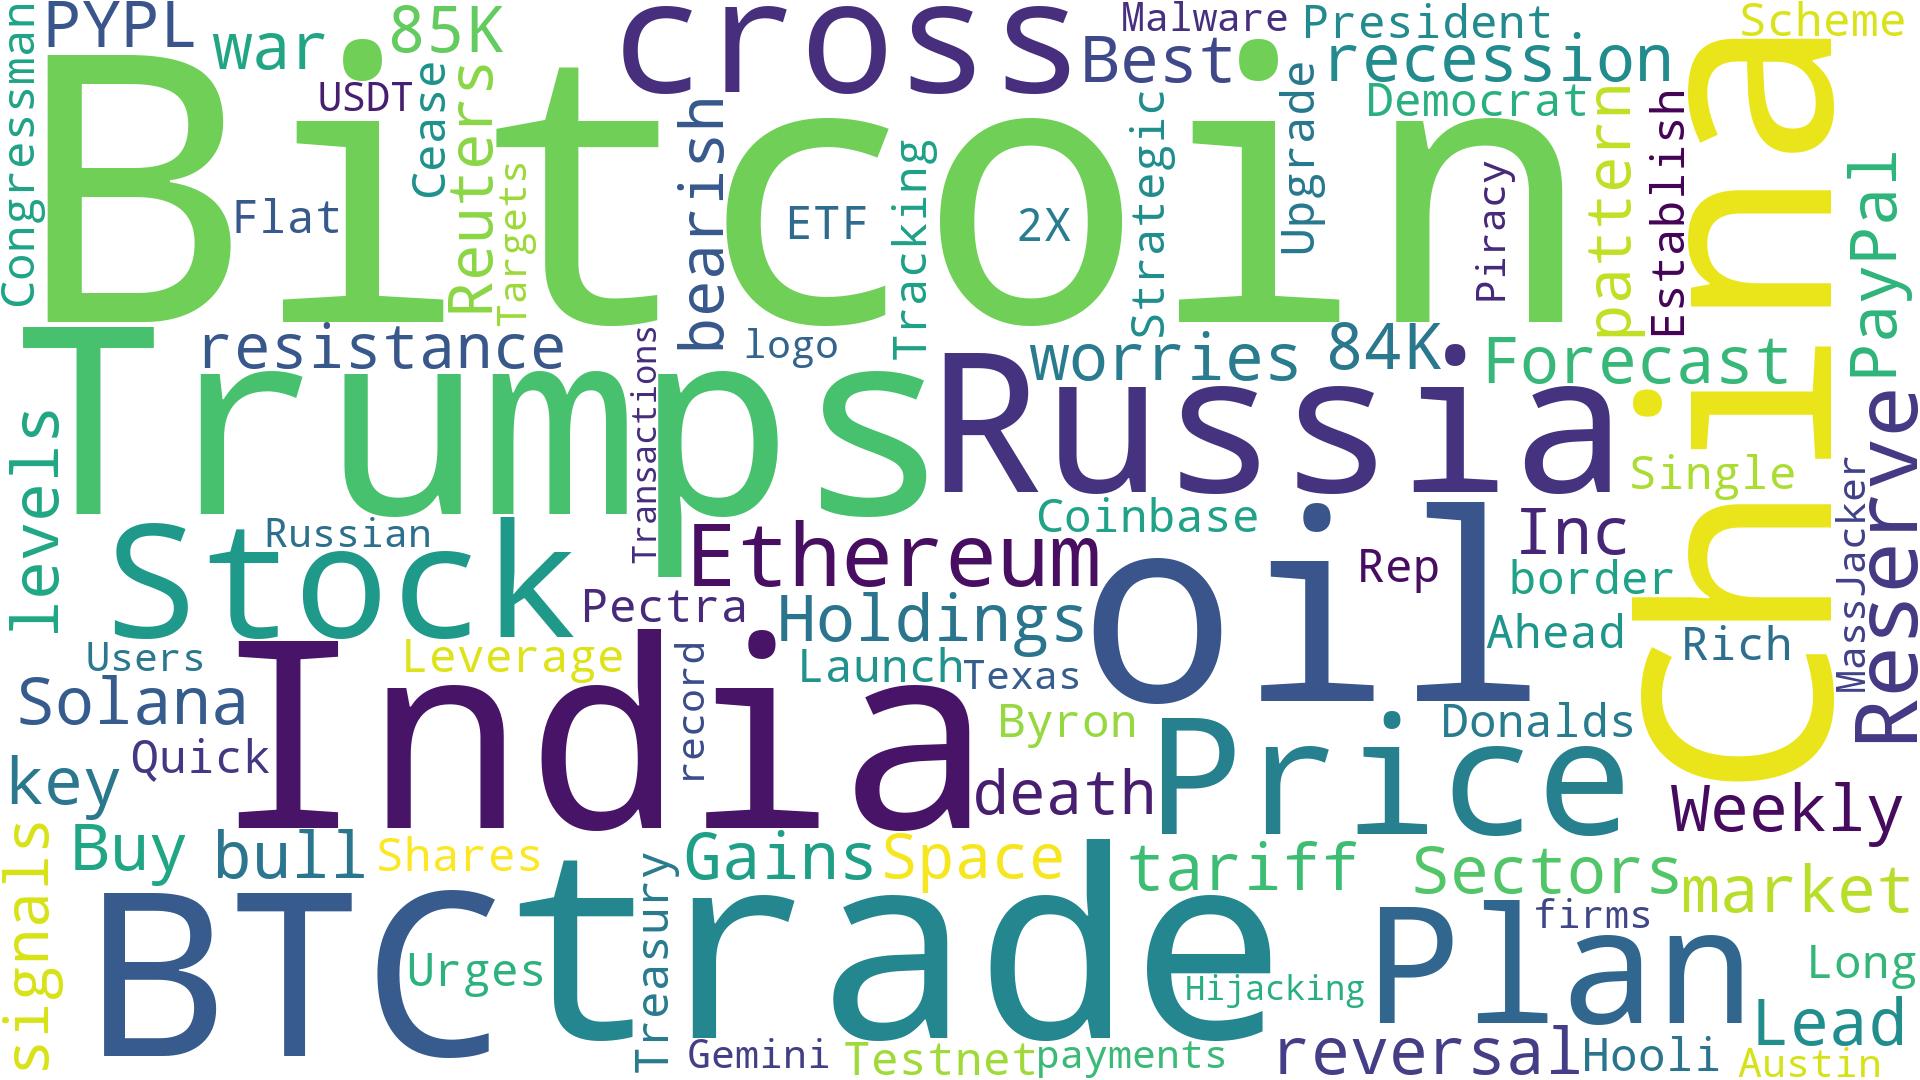 Congressman
PYPL
war
85K
cross
Malware
President
Scheme
USDT
Cease
Reuters
Best
recession
Democrat
Bitcoin
Flat
Targets
bearish
ETF
Tracking
2X
Strategic
Upgrade
Piracy
pattern
Establish
China
PayPal
resistance
Transactions
logo
worries
84K
Forecast
levels
Trumps
Russia
Single
MassJacker
Reserve
Stock
Russian
Ethereum
Coinbase
oil
Rep
Inc
border
Pectra
Holdings
Ahead
Rich
Users
Leverage
record
Launch
Texas
Solana
India
Byron
Donalds
Quick
key
death
Price
Weekly
signals
Buy
bull
Shares
Gains
Space
tariff
Sectors
market
BTC
Urges
Treasury
trade
Hijacking
Plan
firms
Long
Lead
Gemini
Testnet
payments
reversal
Hooli
Austin